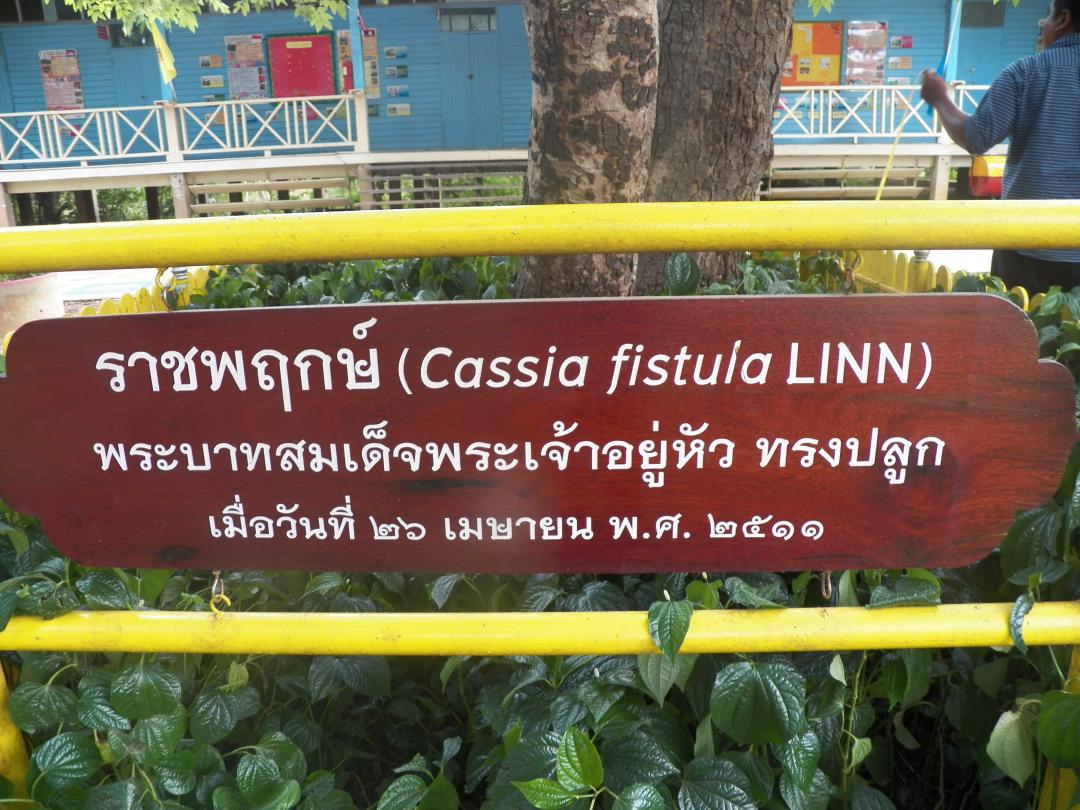 ราชพฤกษ์ (Cassia fistula LINN)
พระบาทสมเด็จพระเจ้าอยู่หัว ทรงปลูก
เมื่อวันที่ ๒๖ เมษายน พ.ศ. ๒๕๑๑